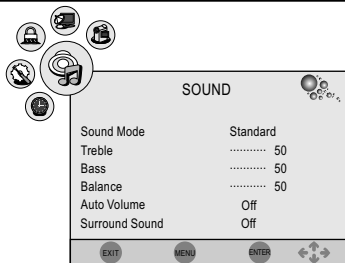 SOUND
Sound Mode Standard
Treble ........... 50
Bass ........... 50
Balance ........... 50
Auto Volume Off
Surround Sound Off
EXIT MENU ENTER